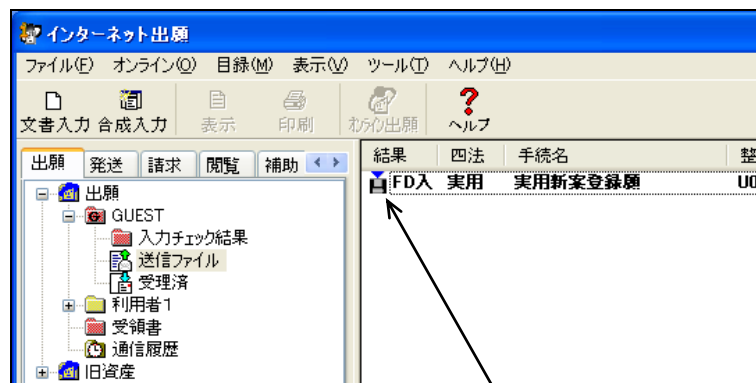 インターネット出願
ファイル(F) オンライン(O) 目録(M) 表示(V) ツール(T) ヘルプ(H)
文書入力 合成入力 表示 印刷 オンライン出願 ヘルプ
出願 発送 請求 閲覧 補助
出願
GUEST
入力チェック結果
送信ファイル
受理済
利用者1
受領書
通信履歴
旧資産
結果 四法 手続名 整
FD入 実用 実用新案登録願 U0